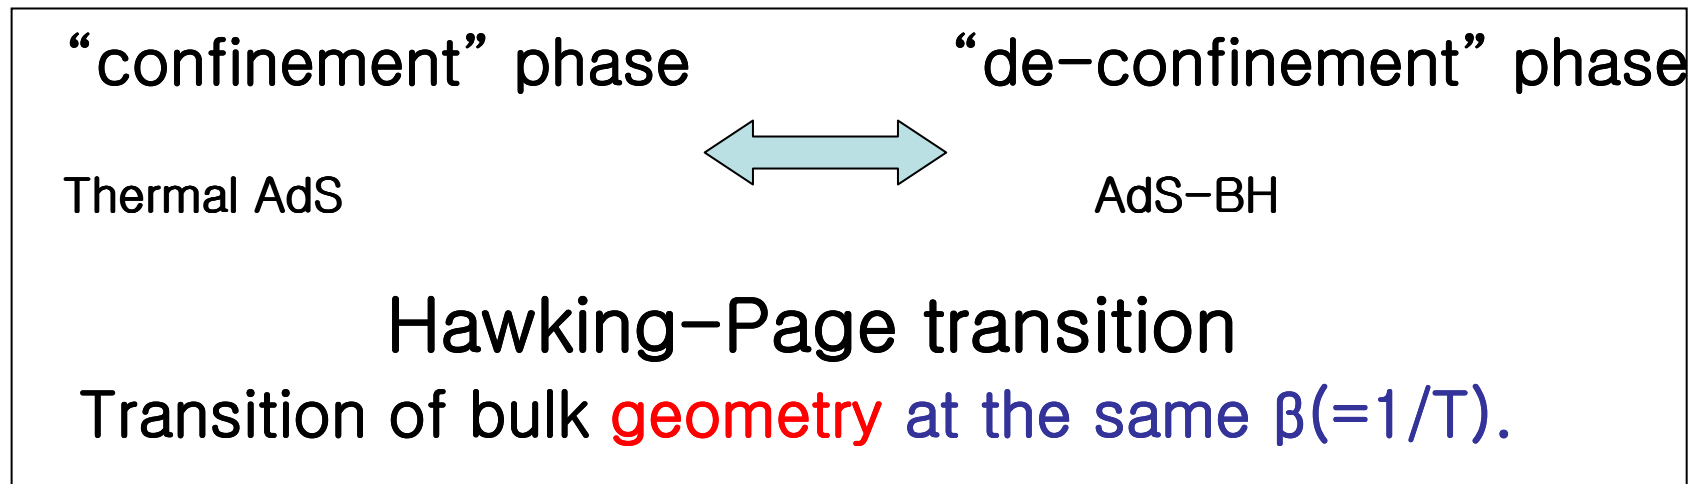 “confinement” phase “de-confinement” phase
Thermal AdS AdS-BH
Hawking-Page transition
Transition of bulk geometry at the same β(=1/T).